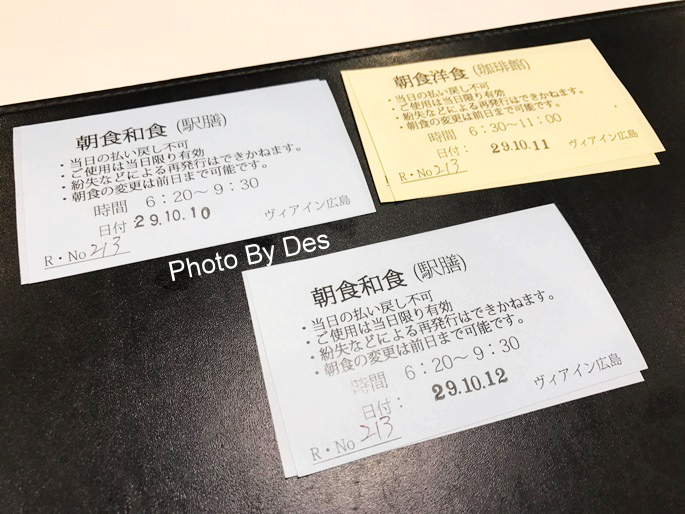 朝食和食(駅膳)
・当日の払い戻し不可
・ご使用は当日限り有効
・紛失などによる再発行はできかねます。
・朝食の変更は前日まで可能です。
時間 6:20〜9:30
日付: 29.10.10 ヴィアイン広島
R・No 213
朝食洋食(珈琲館)
・当日の払い戻し不可
・ご使用は当日限り有効
・紛失などによる再発行はできかねます。
・朝食の変更は前日まで可能です。
時間 6:30〜11:00
日付: 29.10.11 ヴィアイン広島
R・No 213
Photo By Des
朝食和食(駅膳)
・当日の払い戻し不可
・ご使用は当日限り有効
・紛失などによる再発行はできかねます。
・朝食の変更は前日まで可能です。
時間 6:20〜9:30
日付: 29.10.12 ヴィアイン広島
R・No 213